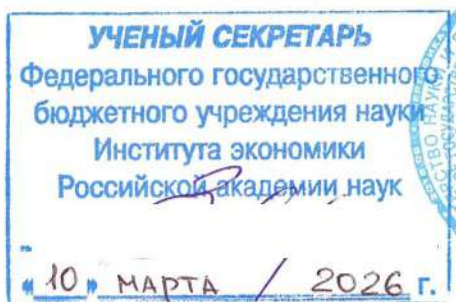 УЧЕНЫЙ СЕКРЕТАРЬ
Федерального государственного
бюджетного учреждения науки
Института экономики
Российской академии наук
« 10 » МАРТА 2026 г.